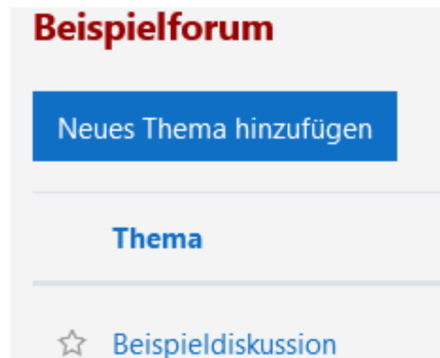 Beispielforum
Neues Thema hinzufügen
Thema
Beispieldiskussion